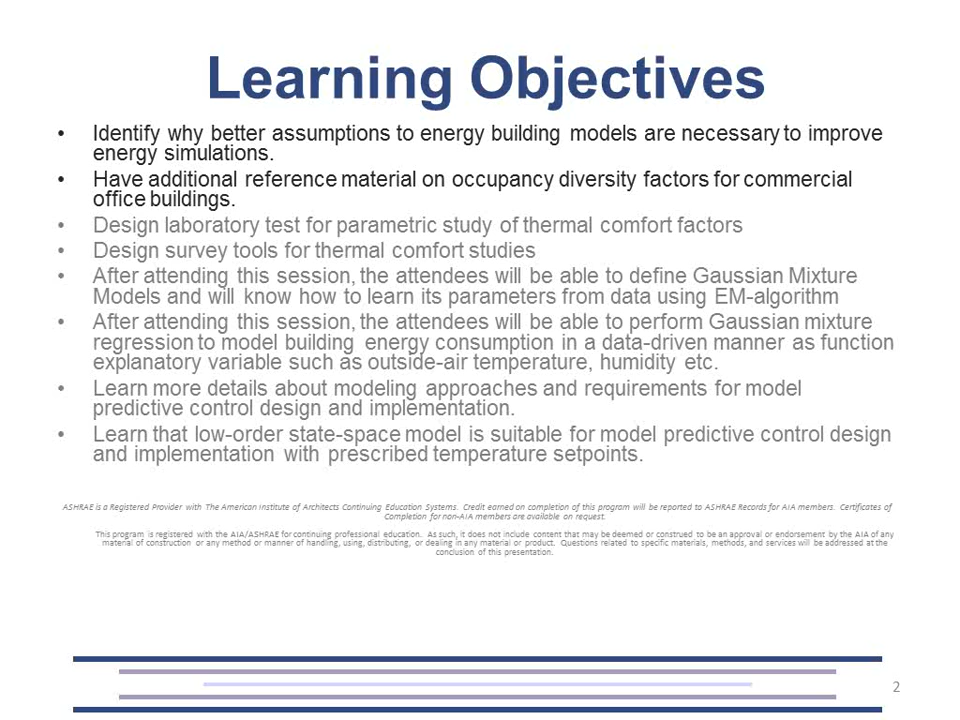 Learning Objectives
• Identify why better assumptions to energy building models are necessary to improve
energy simulations.
• Have additional reference material on occupancy diversity factors for commercial
office buildings.
• Design laboratory test for parametric study of thermal comfort factors
• Design survey tools for thermal comfort studies
• After attending this session, the attendees will be able to define Gaussian Mixture
Models and will know how to learn its parameters from data using EM-algorithm
• After attending this session, the attendees will be able to perform Gaussian mixture
regression to model building energy consumption in a data-driven manner as function
explanatory variable such as outside-air temperature, humidity etc.
• Learn more details about modeling approaches and requirements for model
predictive control design and implementation.
• Learn that low-order state-space model is suitable for model predictive control design
and implementation with prescribed temperature setpoints.
ASHRAE is a Registered Provider with The American Institute of Architects Continuing Education Systems. Credit earned on completion of this program will be reported to ASHRAE Records for AIA members. Certificates of
Completion for non-AIA members are available on request.
This program is registered with the AIA/ASHRAE for continuing professional education. As such, it does not include content that may be deemed or construed to be an approval or endorsement by the AIA of any
material of construction or any method or manner of handling, using, distributing, or dealing in any material or product. Questions related to specific materials, methods, and services will be addressed at the
conclusion of this presentation.
2